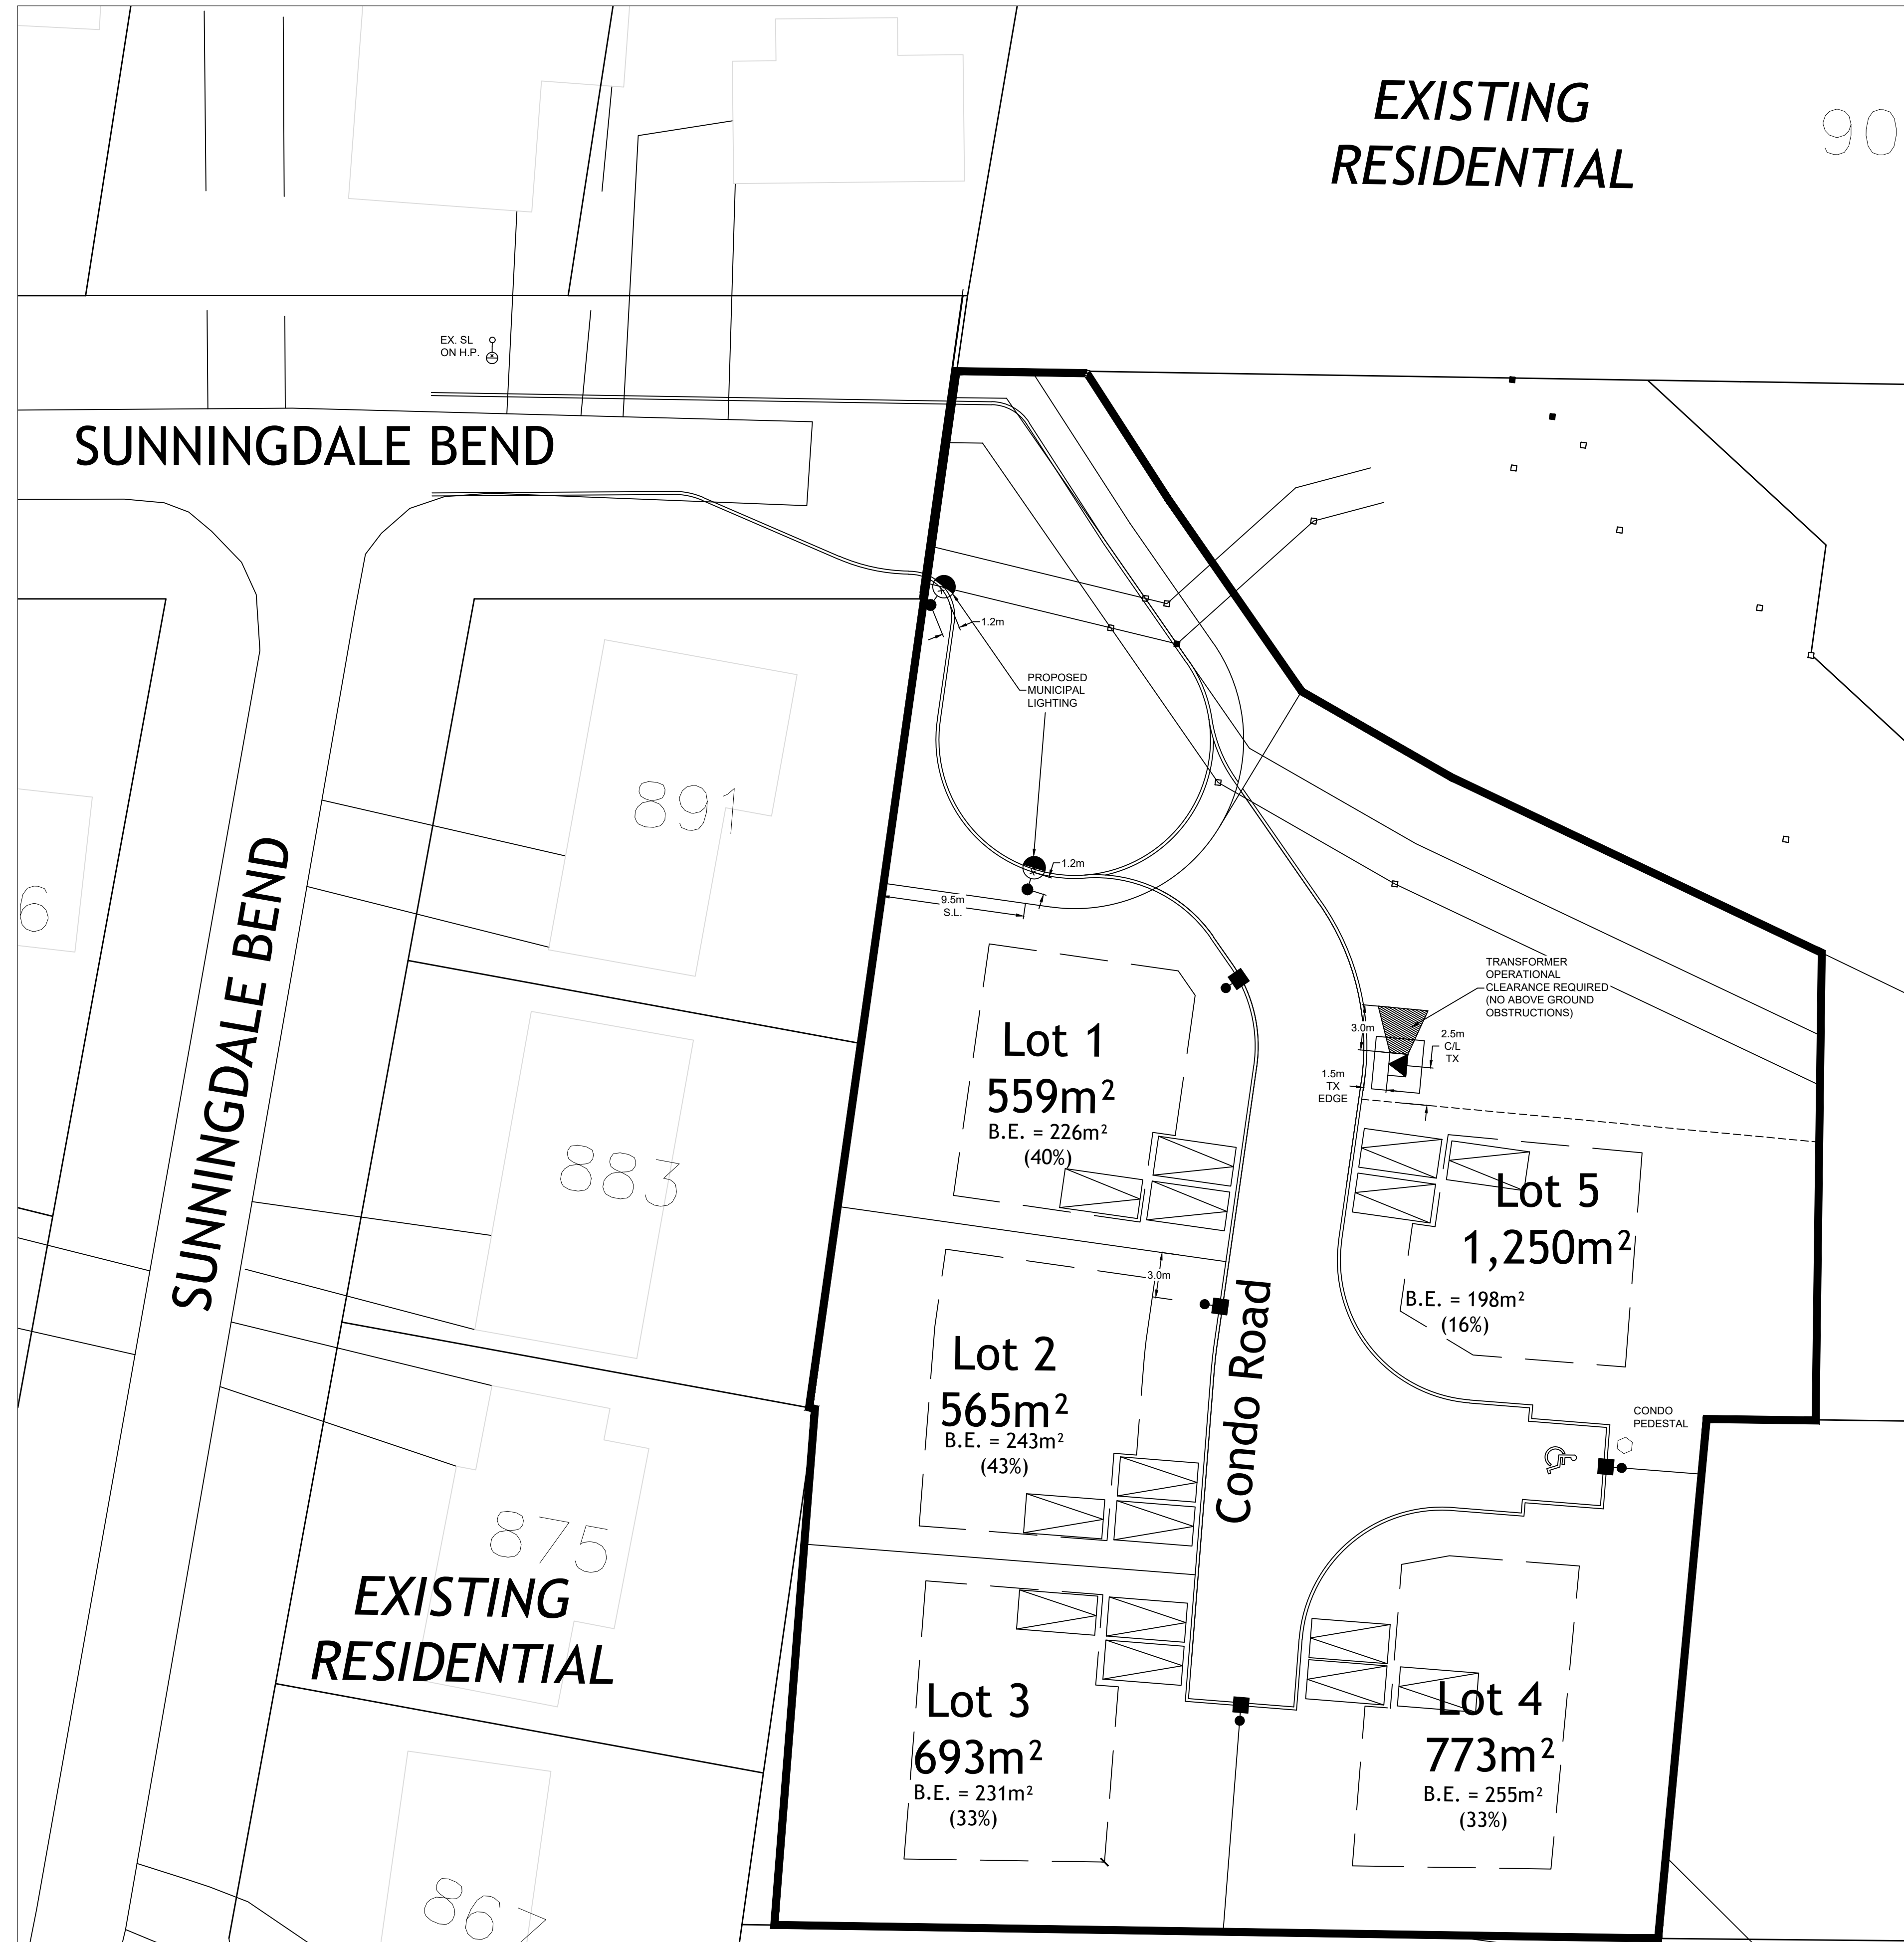 EXISTING
RESIDENTIAL
90
EX. SL
ON H.P.
SUNNINGDALE BEND
1.2m
PROPOSED
MUNICIPAL
LIGHTING
891
1.2m
9.5m
S.L.
6
SUNNINGDALE BEND
TRANSFORMER
OPERATIONAL
CLEARANCE REQUIRED
(NO ABOVE GROUND
OBSTRUCTIONS)
3.0m
2.5m
C/L
TX
1.5m
TX
EDGE
Lot 1
559m²
B.E. = 226m²
(40%)
883
Lot 5
1,250m²
B.E. = 198m²
(16%)
3.0m
Lot 2
565m²
B.E. = 243m²
(43%)
Condo Road
CONDO
PEDESTAL
875
EXISTING
RESIDENTIAL
Lot 3
693m²
B.E. = 231m²
(33%)
Lot 4
773m²
B.E. = 255m²
(33%)
867